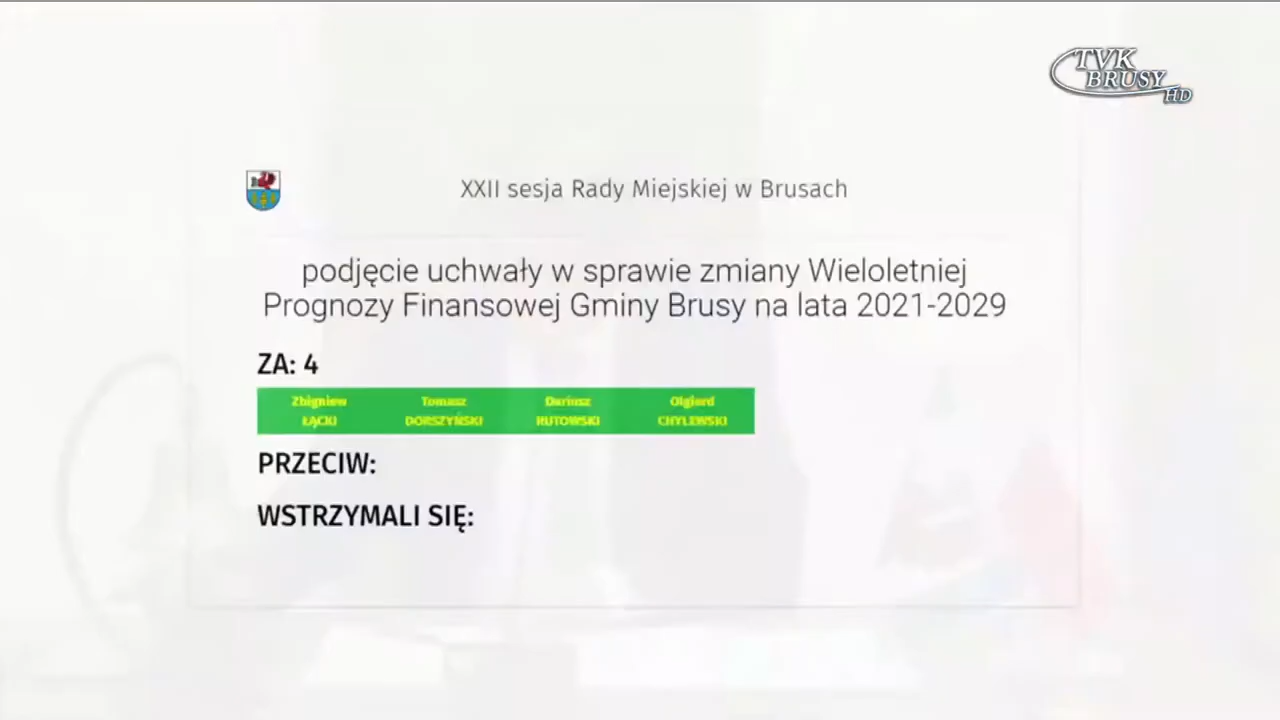 TVK
BRUSY
HD
XXII sesja Rady Miejskiej w Brusach
podjęcie uchwały w sprawie zmiany Wieloletniej
Prognozy Finansowej Gminy Brusy na lata 2021-2029
ZA: 4
Zbigniew Tomasz Dariusz Olgierd
ŁĄCKI DORSZYŃSKI RUTOWSKI CHYLEWSKI
PRZECIW:
WSTRZYMALI SIĘ: